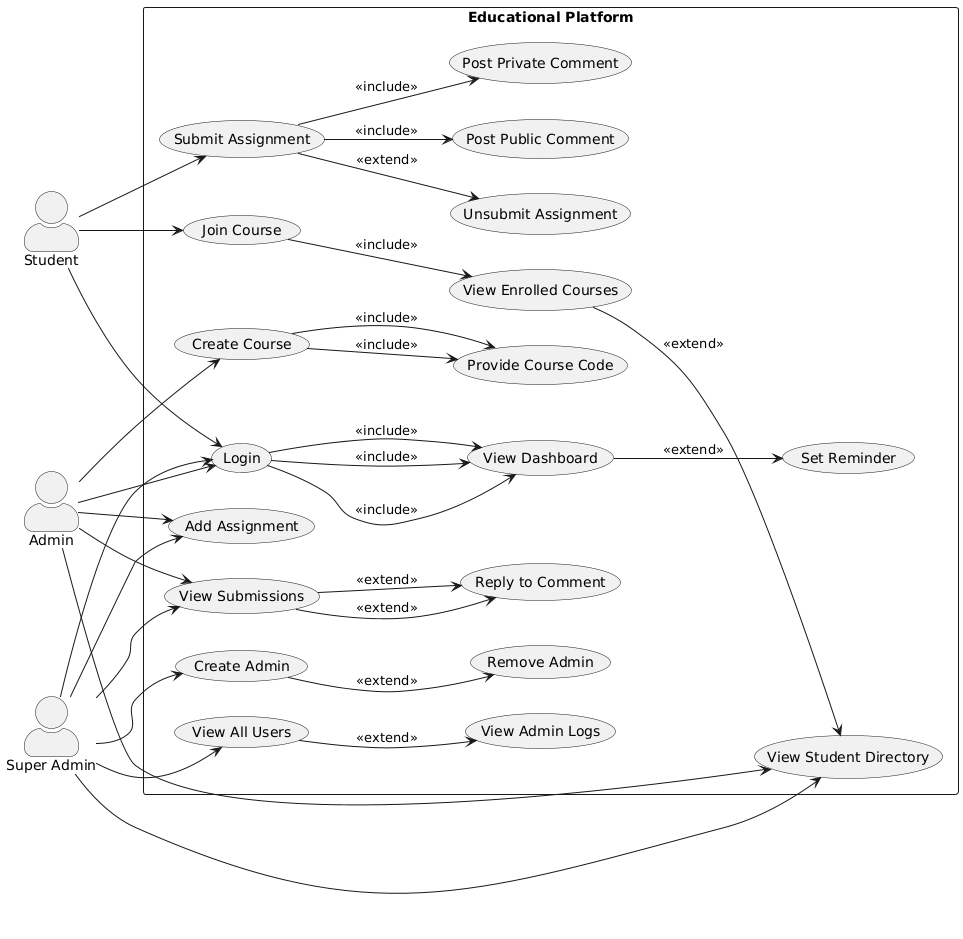 Educational Platform
Post Private Comment
«include»
Submit Assignment
«include»
Post Public Comment
«extend»
Unsubmit Assignment
Student
Join Course
«include»
View Enrolled Courses
«include»
Create Course
«include»
Provide Course Code
«extend»
«include»
Login
«include»
View Dashboard
«extend»
Set Reminder
«include»
Admin
Add Assignment
«extend»
Reply to Comment
View Submissions
«extend»
Create Admin
Remove Admin
«extend»
View All Users
«extend»
View Admin Logs
Super Admin
View Student Directory